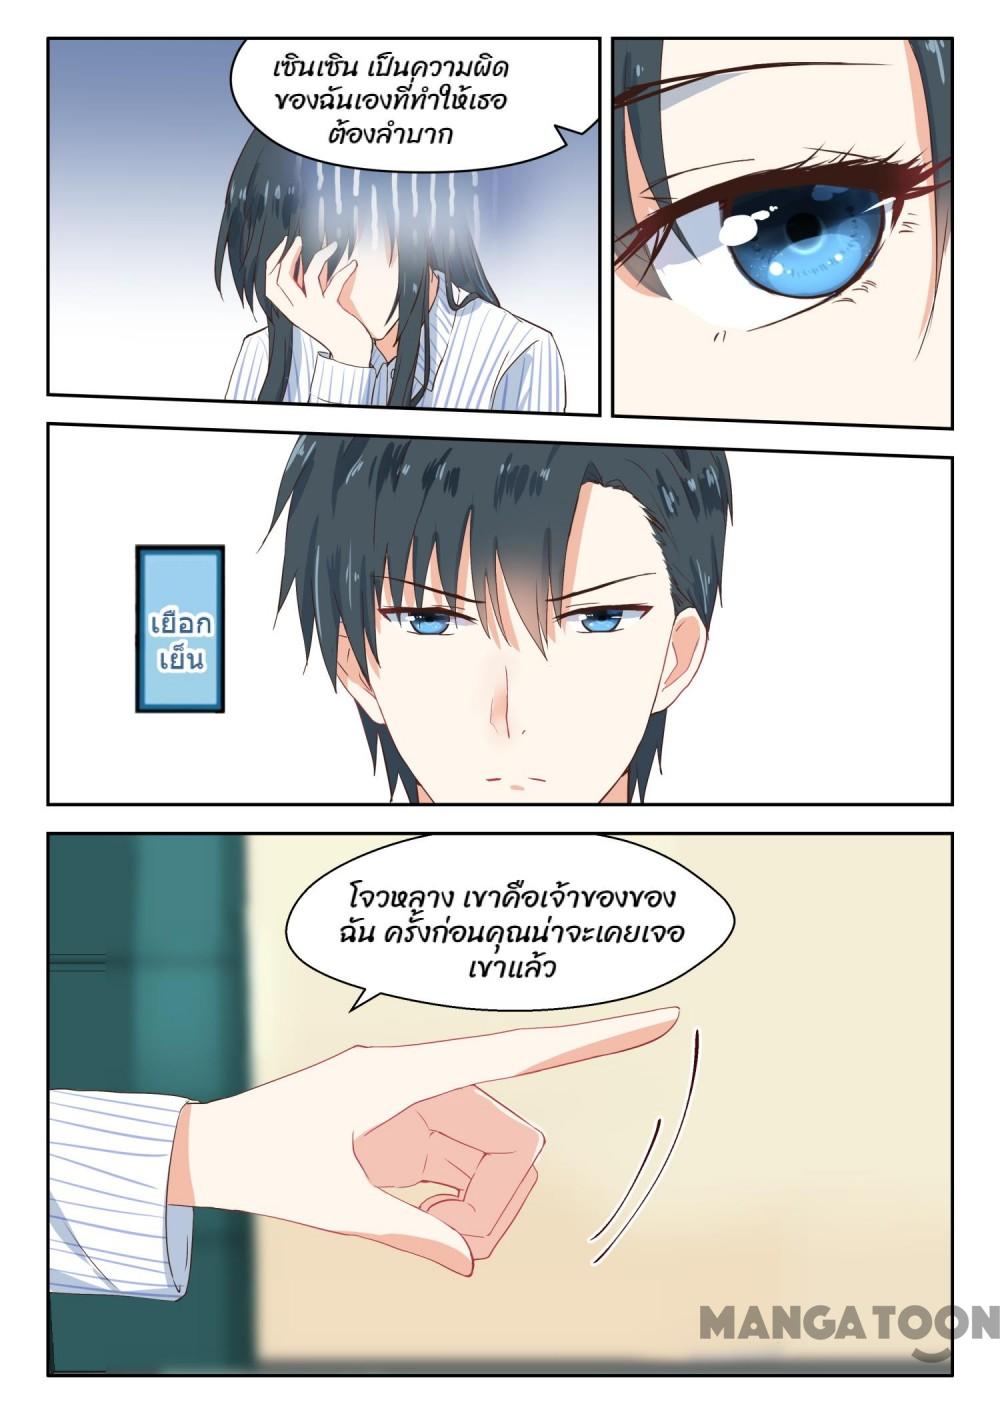 เซินเซิน เป็นความผิด
ของฉันเองที่ทำให้เธอ
ต้องลำบาก
เยือก
เย็น
โจวหลาง เขาคือเจ้าของของ
ฉัน ครั้งก่อนคุณน่าจะเคยเจอ
เขาแล้ว
MANGATOON